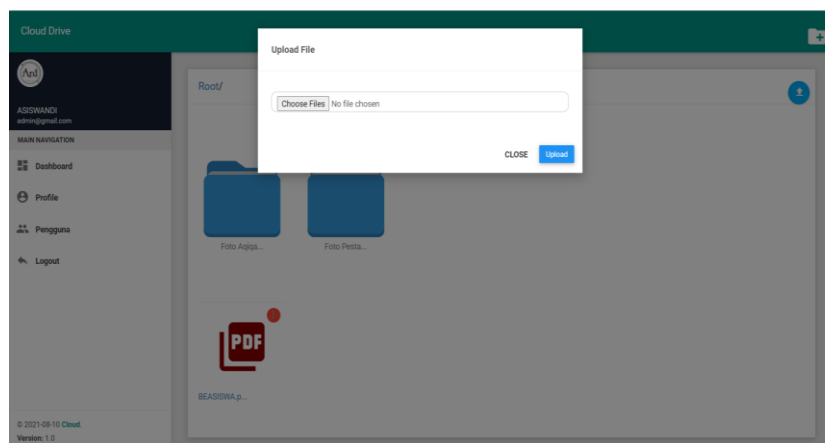 Cloud Drive
Upload File
Choose Files No file chosen
CLOSE Upload
ASISWANDI
admin@gmail.com
MAIN NAVIGATION
Dashboard
Profile
Pengguna
Logout
© 2021-08-10 Cloud.
Version: 1.0
Root/
Foto Aqiqa...
Foto Pesta...
PDF
BEASISWA.p...